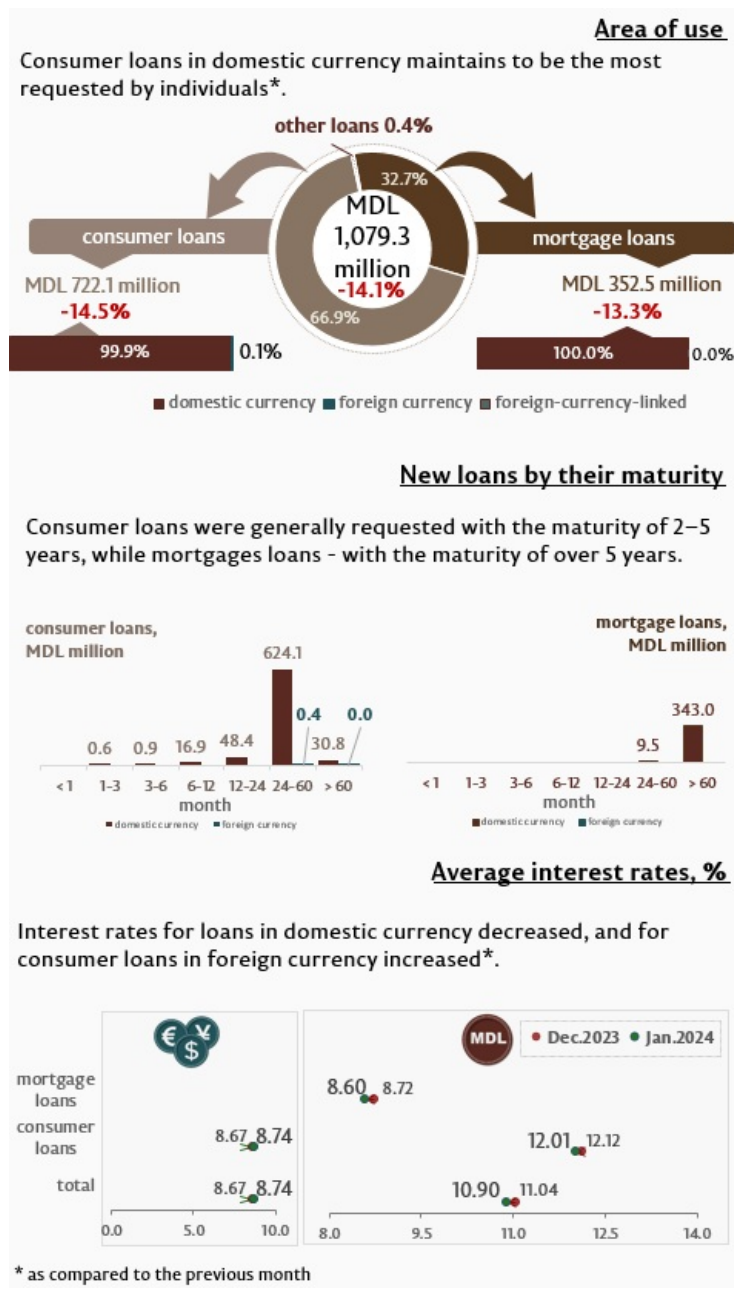 Area of use
Consumer loans in domestic currency maintains to be the most
requested by individuals*.
other loans 0.4%
32.7%
MDL
1,079.3
million
-14.1%
66.9%
consumer loans
MDL 722.1 million
-14.5%
99.9%
0.1%
mortgage loans
MDL 352.5 million
-13.3%
100.0%
0.0%
domestic currency foreign currency foreign-currency-linked
New loans by their maturity
Consumer loans were generally requested with the maturity of 2–5
years, while mortgages loans - with the maturity of over 5 years.
consumer loans,
MDL million
624.1
0.4 0.0
0.6 0.9 16.9 48.4 30.8
<1 1-3 3-6 6-12 12-24 24-60 >60
month
domestic currency foreign currency
mortgage loans,
MDL million
343.0
9.5
<1 1-3 3-6 6-12 12-24 24-60 >60
month
domestic currency foreign currency
Average interest rates, %
Interest rates for loans in domestic currency decreased, and for
consumer loans in foreign currency increased*.
€ ¥
$
mortgage
loans
consumer
loans
8.67 8.74
total
8.67 8.74
0.0 5.0 10.0
MDL
Dec.2023 Jan.2024
8.60 8.72
12.01 12.12
10.90 11.04
8.0 9.5 11.0 12.5 14.0
* as compared to the previous month